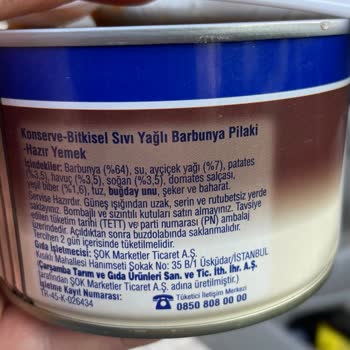 Konserve-Bitkisel Sıvı Yağlı Barbunya Pilaki
-Hazır Yemek
İçindekiler: Barbunya (%64), su, ayçiçek yağı (%7), patates
(%3,5), havuç (%3,5), soğan (%3,5), domates salçası,
yeşil biber (%1,6), tuz, buğday unu, şeker ve baharat.
Servise Hazırdır. Güneş ışığından uzak, serin ve rutubetsiz yerde
saklayınız. Bombajlı ve sızıntılı kutuları satın almayınız. Tavsiye
edilen tüketim tarihi (TETT) ve parti numarası (PN) ambalaj
üzerindedir. Açıldıktan sonra buzdolabında saklanmalıdır.
ve tercihen 2 gün içerisinde tüketilmelidir.
Gıda İşletmecisi: ŞOK Marketler Ticaret A.Ş.
Kısıklı Mahallesi Hanımseti Sokak No: 35 B/1 Üsküdar/İSTANBUL
Çarşamba Tarım ve Gıda Ürünleri San. ve Tic. İth. İhr. A.Ş.
tarafından ŞOK Marketler Ticaret A.Ş. adına üretilmiştir.)
İşletme Kayıt Numarası:
TR-45-K-026434
Tüketici İletişim Merkezi
0850 808 00 00